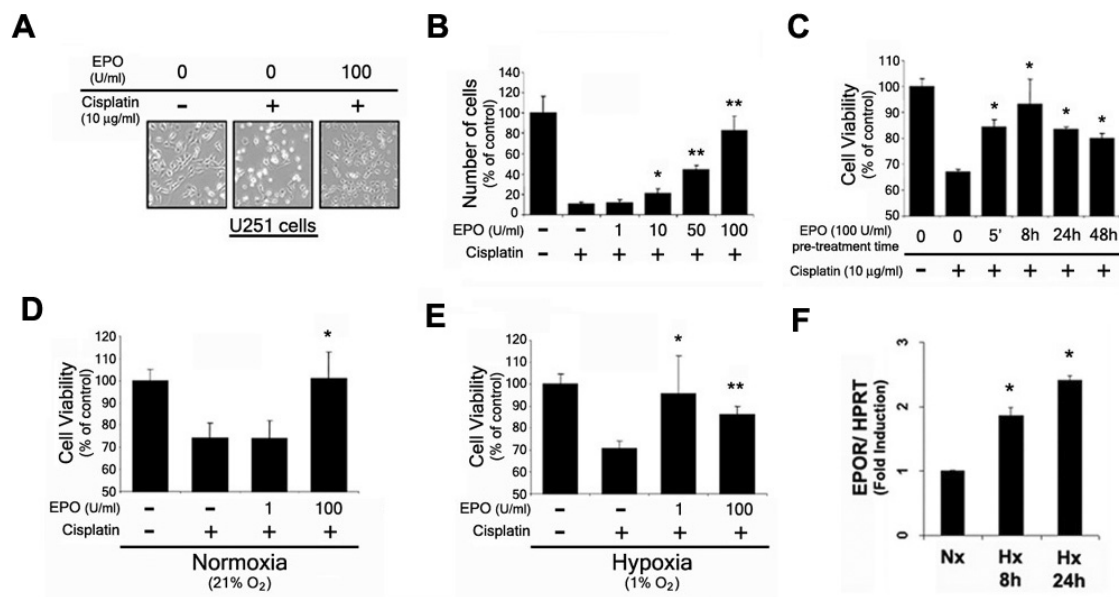 A
EPO (U/ml) 0 0 100
Cisplatin (10 µg/ml) - + +
U251 cells
B
Number of cells (% of control)
140
120
100
80
60
40
20
0
* ** **
EPO (U/ml) - - 1 10 50 100
Cisplatin - + + + + +
C
Cell Viability (% of control)
110
100
90
80
70
60
50
* * * *
EPO (100 U/ml) pre-treatment time 0 0 5' 8h 24h 48h
Cisplatin (10 µg/ml) - + + + + +
D
Cell Viability (% of control)
120
110
100
90
80
70
60
50
*
EPO (U/ml) - - 1 100
Cisplatin - + + +
Normoxia
(21% O₂)
E
Cell Viability (% of control)
120
110
100
90
80
70
60
50
* **
EPO (U/ml) - - 1 100
Cisplatin - + + +
Hypoxia
(1% O₂)
F
EPOR/ HPRT
(Fold Induction)
3
2
1
0
* *
Nx Hx Hx
8h 24h